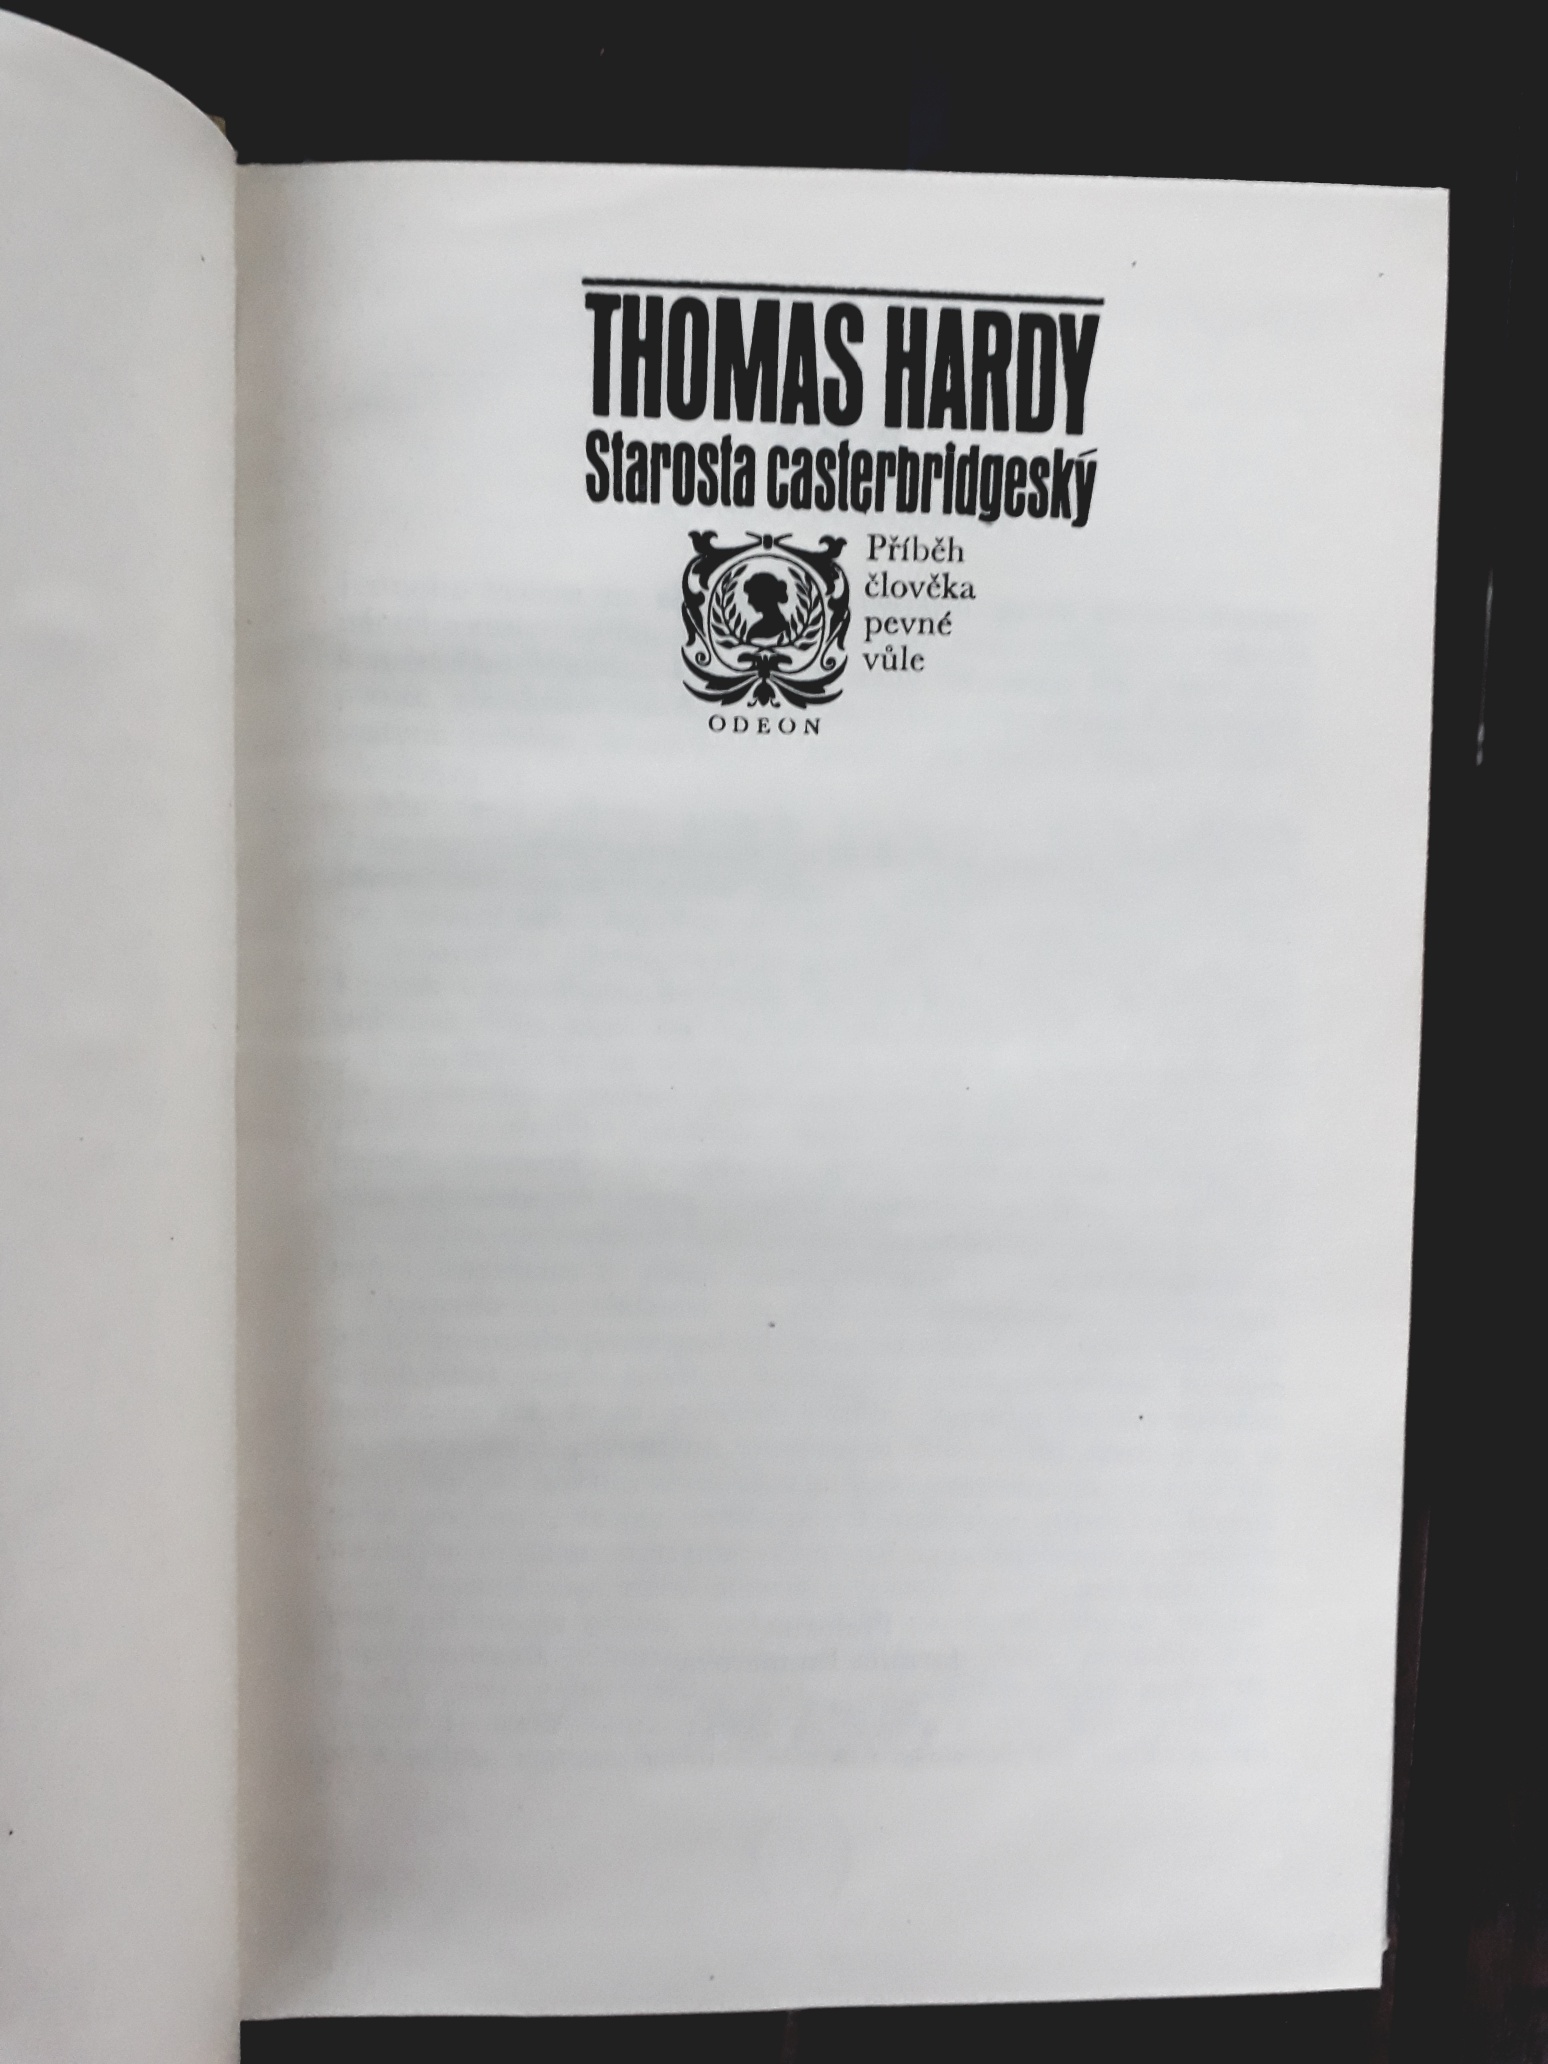 THOMAS HARDY
Starosta casterbridgeský
Příběh
člověka
pevné
vůle
ODEON